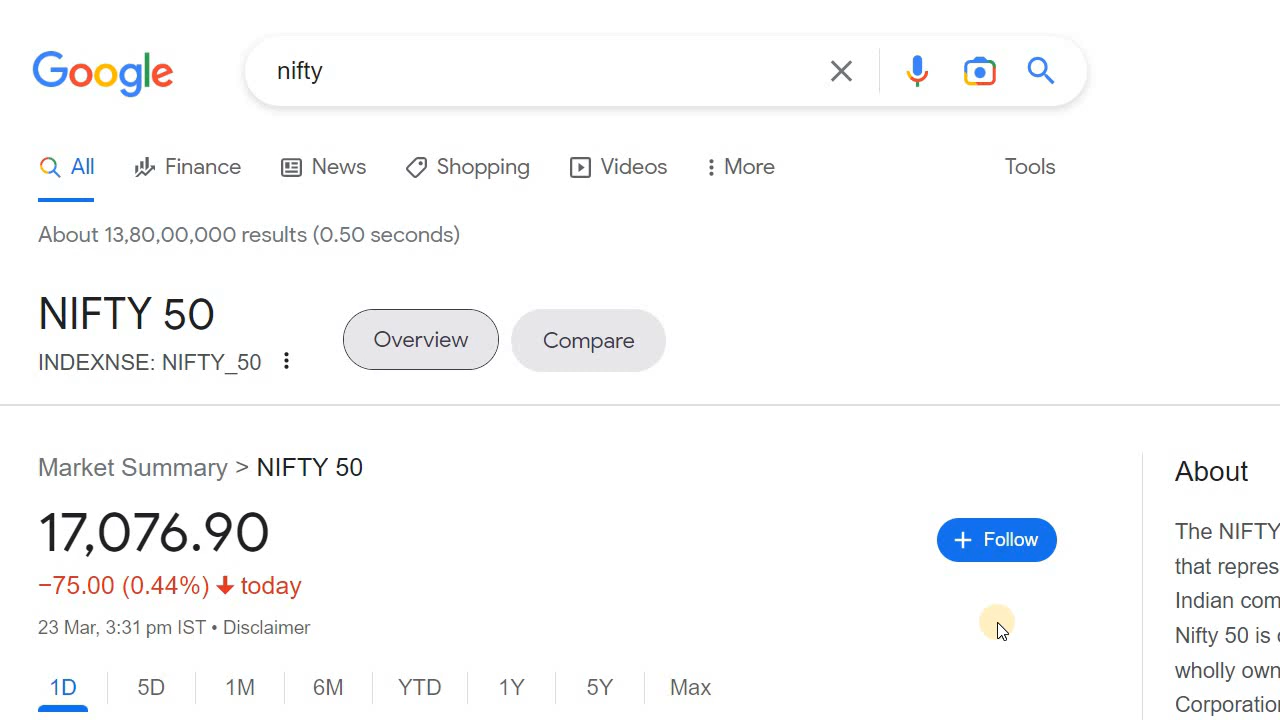 Google
nifty
All Finance News Shopping Videos More Tools
About 13,80,00,000 results (0.50 seconds)
NIFTY 50
INDEXNSE: NIFTY_50
Overview Compare
Market Summary > NIFTY 50
17,076.90
−75.00 (0.44%) today
23 Mar, 3:31 pm IST • Disclaimer
+ Follow
1D 5D 1M 6M YTD 1Y 5Y Max
About
The NIFTY
that repres
Indian com
Nifty 50 is
wholly own
Corporation